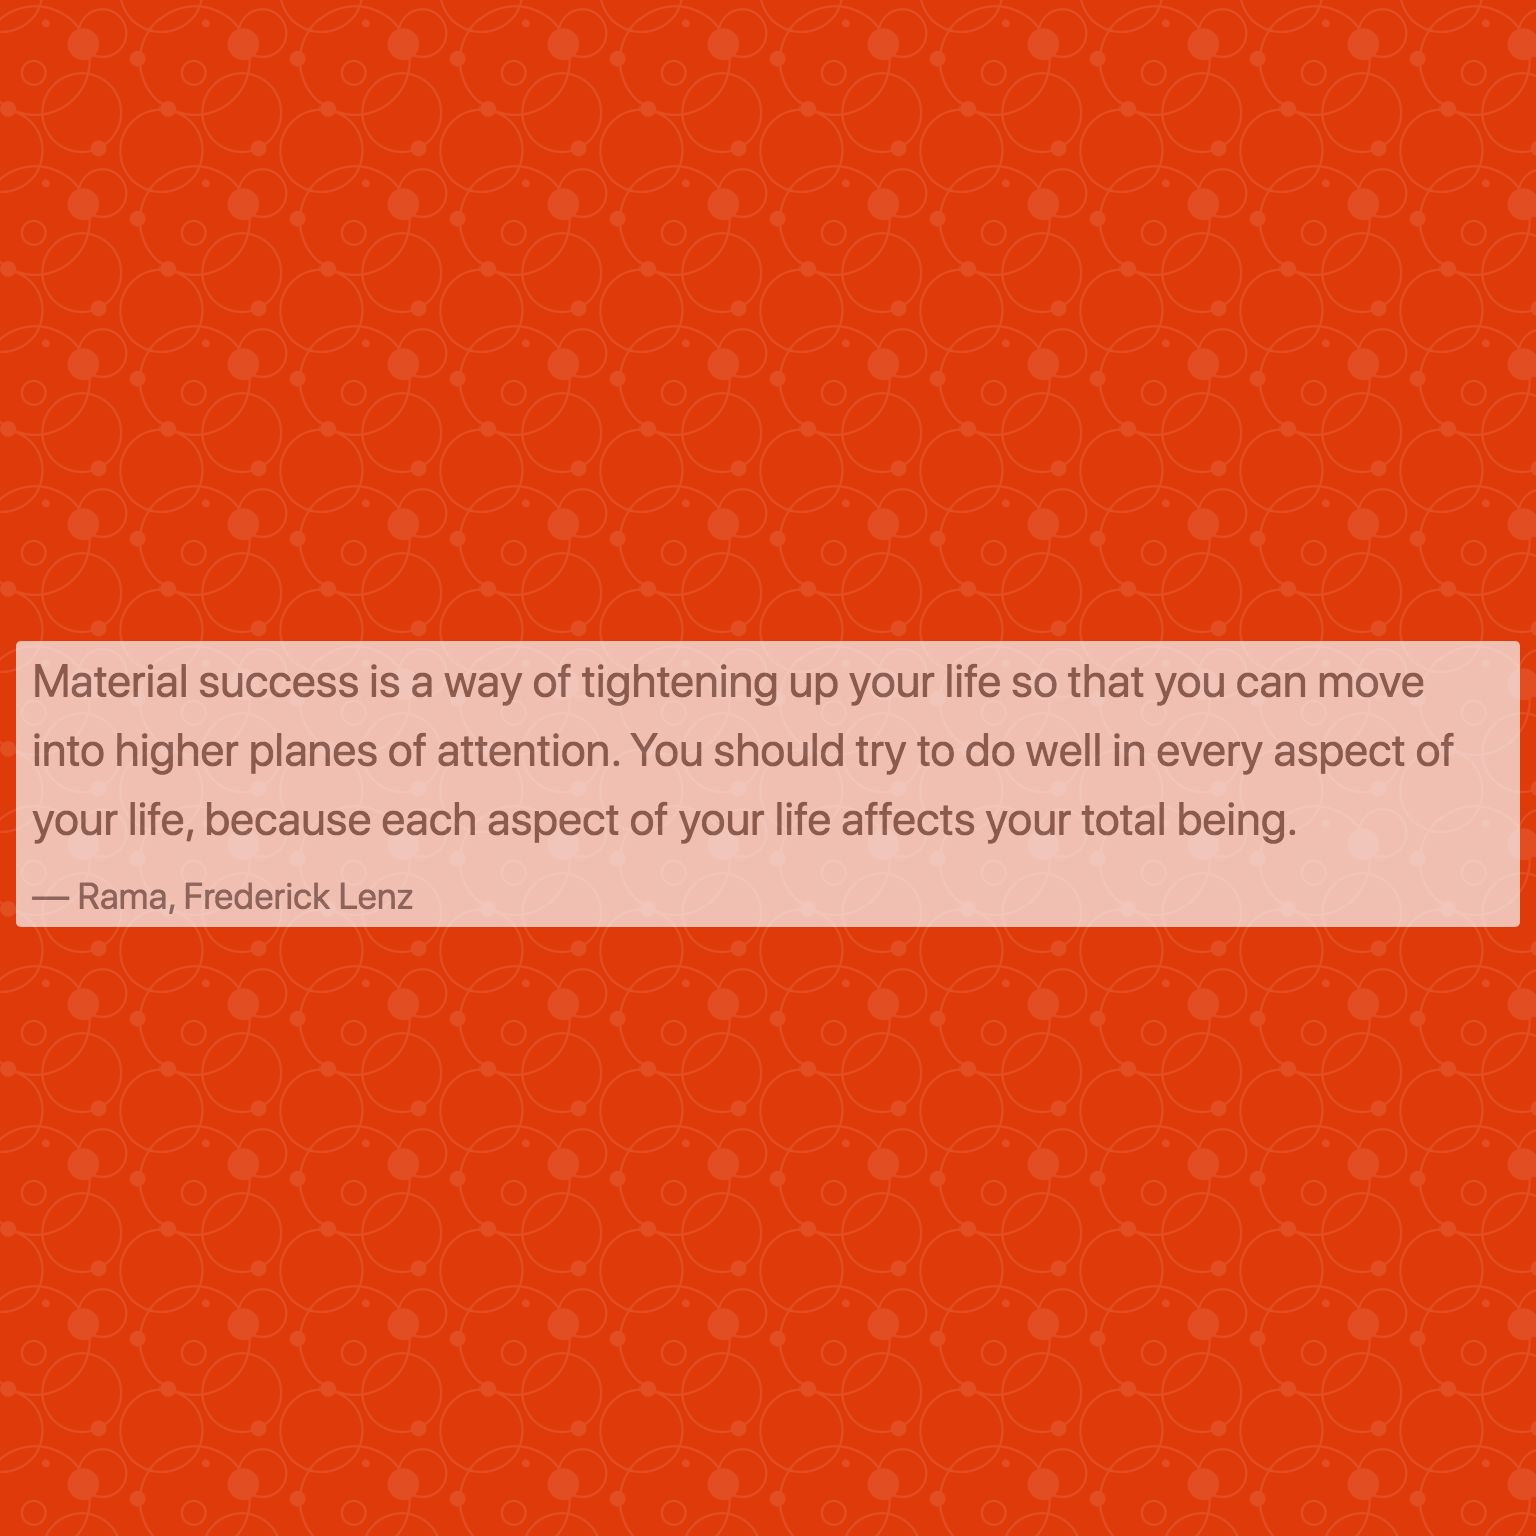 Material success is a way of tightening up your life so that you can move
into higher planes of attention. You should try to do well in every aspect of
your life, because each aspect of your life affects your total being.
— Rama, Frederick Lenz